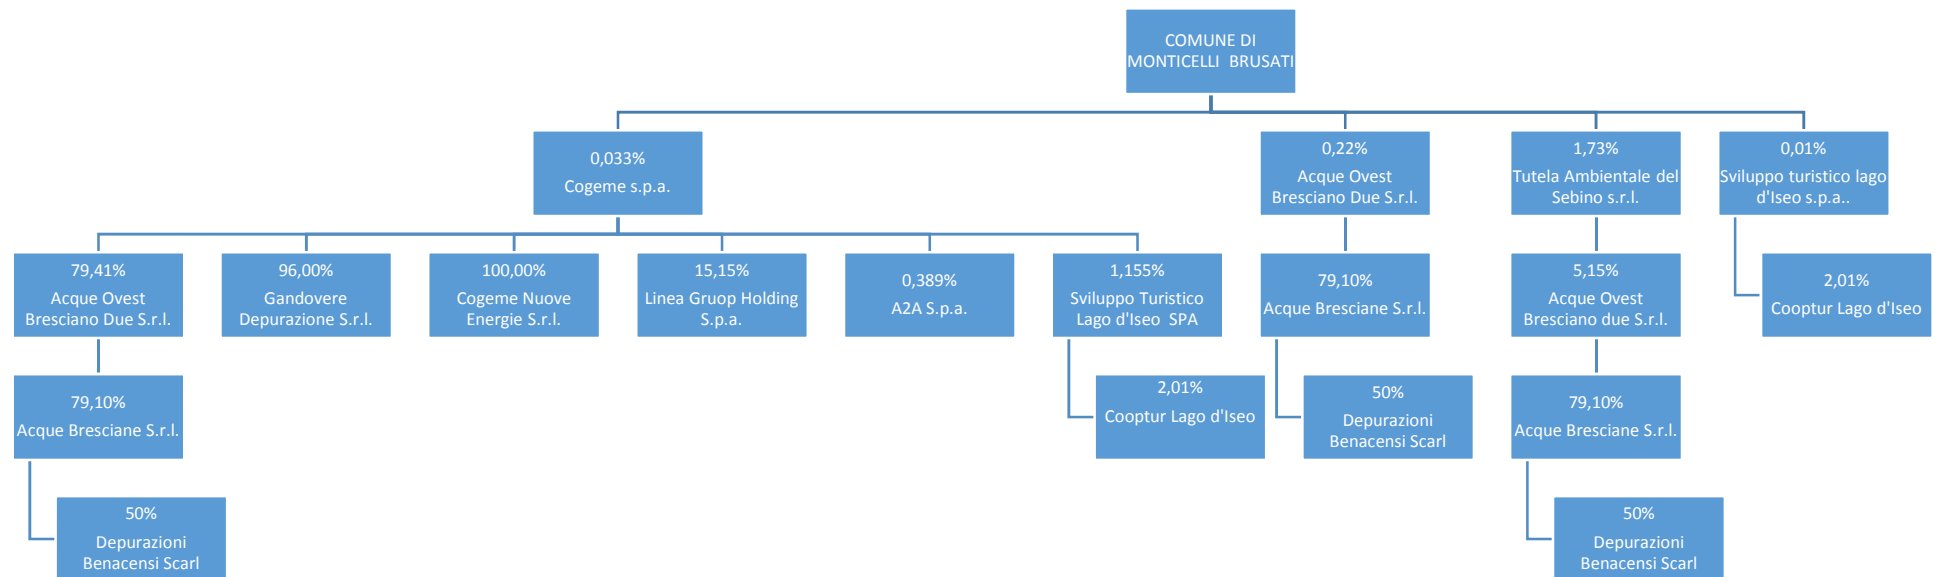 COMUNE DI
MONTICELLI BRUSATI
0,033%
Cogeme s.p.a.
0,22%
Acque Ovest
Bresciano Due S.r.l.
1,73%
Tutela Ambientale del
Sebino s.r.l.
0,01%
Sviluppo turistico lago
d'Iseo s.p.a..
79,41%
Acque Ovest
Bresciano Due S.r.l.
96,00%
Gandovere
Depurazione S.r.l.
100,00%
Cogeme Nuove
Energie S.r.l.
15,15%
Linea Gruop Holding
S.p.a.
0,389%
A2A S.p.a.
1,155%
Sviluppo Turistico
Lago d'Iseo SPA
79,10%
Acque Bresciane S.r.l.
5,15%
Acque Ovest
Bresciano due S.r.l.
2,01%
Cooptur Lago d'Iseo
79,10%
Acque Bresciane S.r.l.
2,01%
Cooptur Lago d'Iseo
50%
Depurazioni
Benacensi Scarl
79,10%
Acque Bresciane S.r.l.
50%
Depurazioni
Benacensi Scarl
50%
Depurazioni
Benacensi Scarl